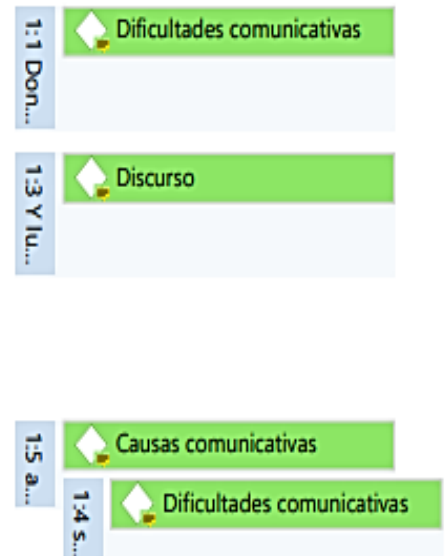 1:1 Don...
Dificultades comunicativas
1:3 Y lu...
Discurso
1:5 a...
Causas comunicativas
1:4 s...
Dificultades comunicativas